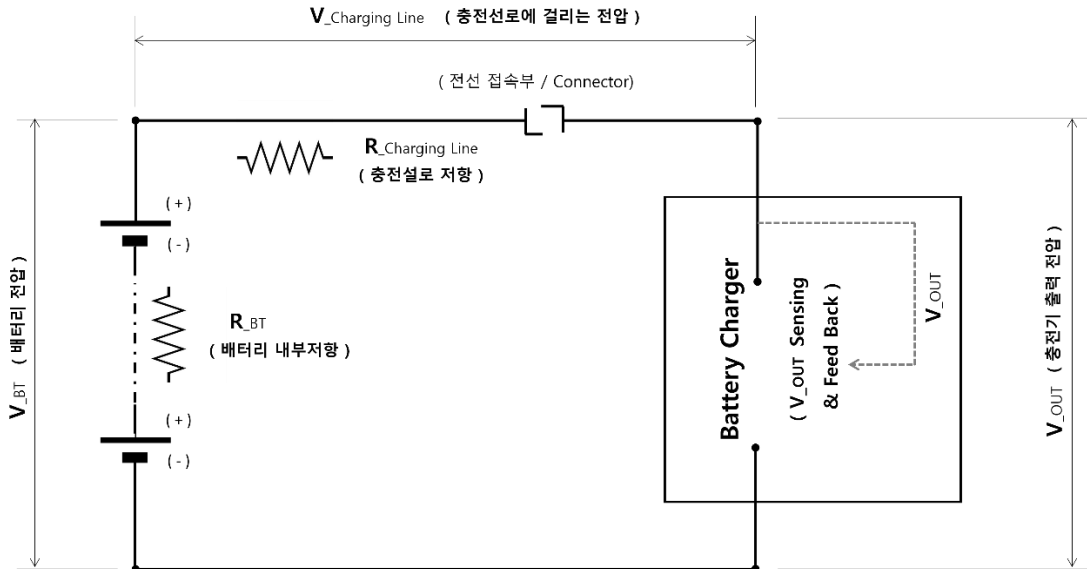 V_Charging Line ( 충전선로에 걸리는 전압 )
( 전선 접속부 / Connector)
R_Charging Line
( 충전설로 저항 )
( + )
( - )
R_BT
( 배터리 내부저항 )
( + )
( - )
V_BT ( 배터리 전압 )
Battery Charger
( V_OUT Sensing
& Feed Back )
V_OUT
V_OUT ( 충전기 출력 전압 )